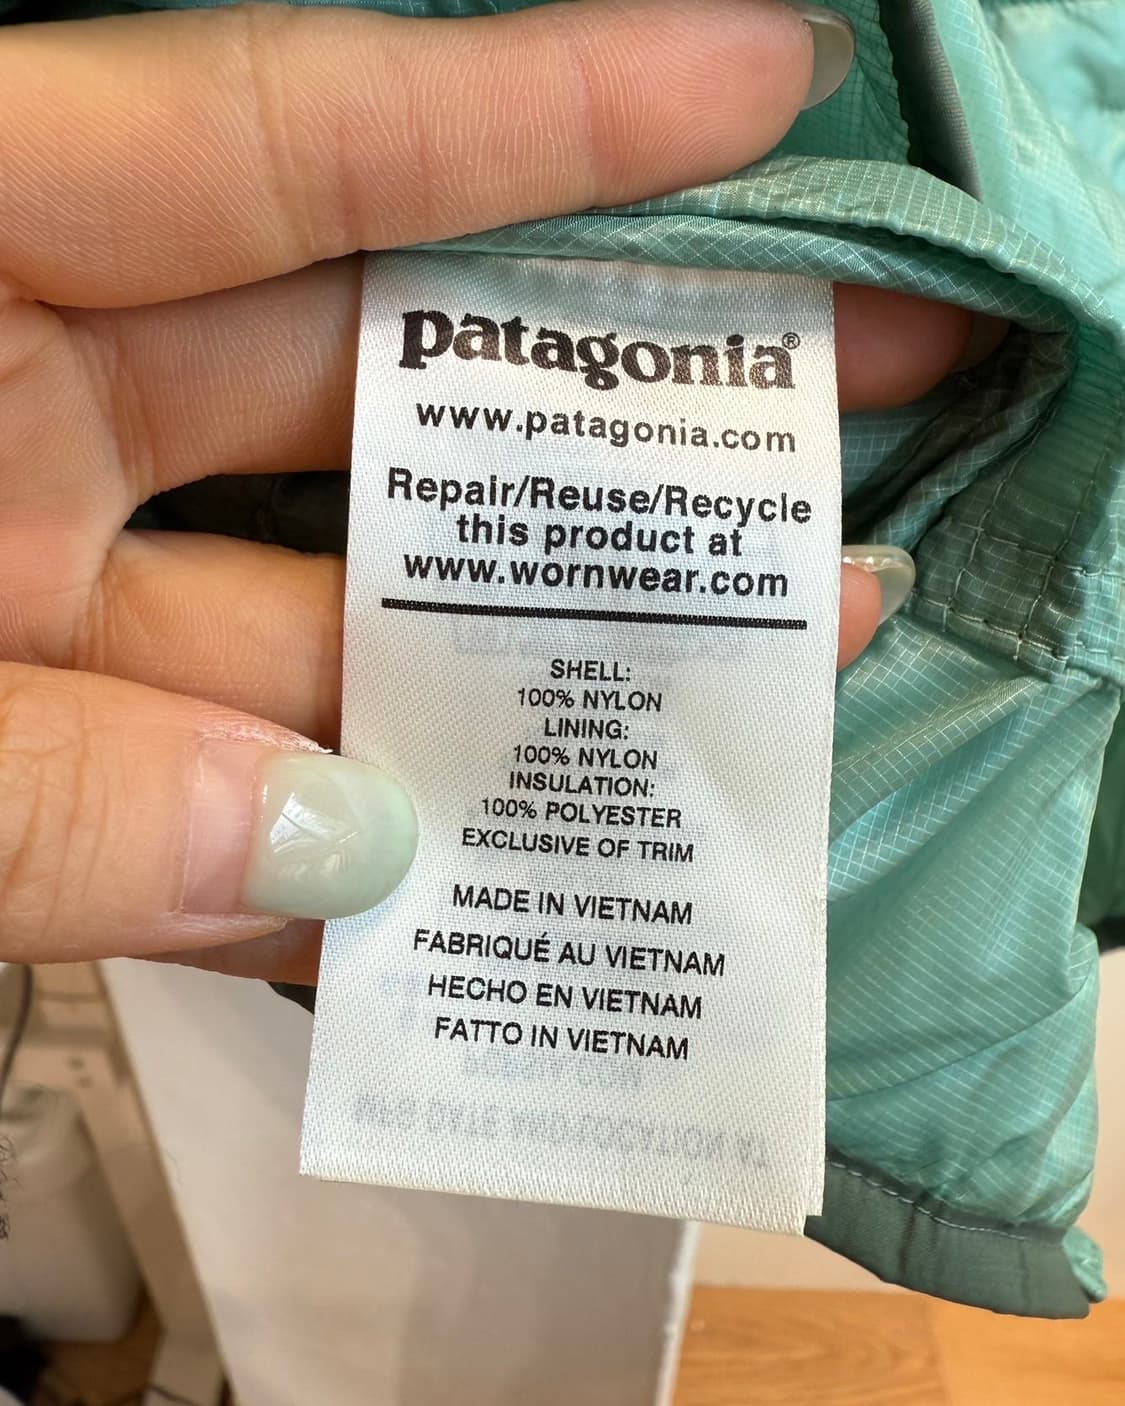 patagonia®
www.patagonia.com
Repair/Reuse/Recycle
this product at
www.wornwear.com
SHELL:
100% NYLON
LINING:
100% NYLON
INSULATION:
100% POLYESTER
EXCLUSIVE OF TRIM
MADE IN VIETNAM
FABRIQUÉ AU VIETNAM
HECHO EN VIETNAM
FATTO IN VIETNAM